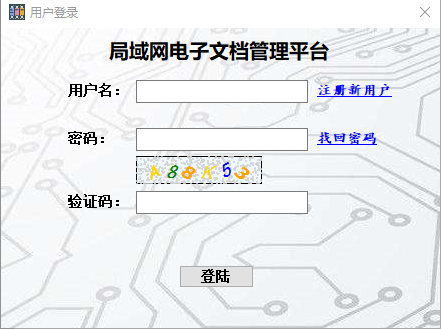 用户登录
局域网电子文档管理平台
用户名： 注册新用户
密码： 找回密码
A88K53
验证码：
登陆